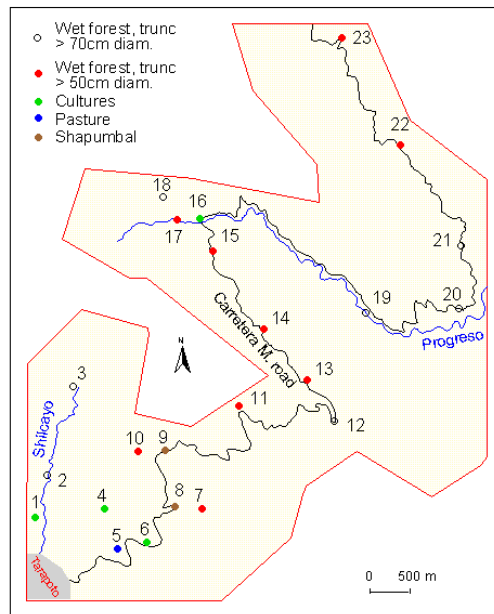 Wet forest, trunc
> 70cm diam.
Wet forest, trunc
> 50cm diam.
Cultures
Pasture
Shapumbal
23
22
18
16
17
15
21
19
20
Progreso
14
Carretera M. road
13
3
11
12
Shilcayo
10
9
2
1
4
8
7
5
6
Tarapoto
0 500 m